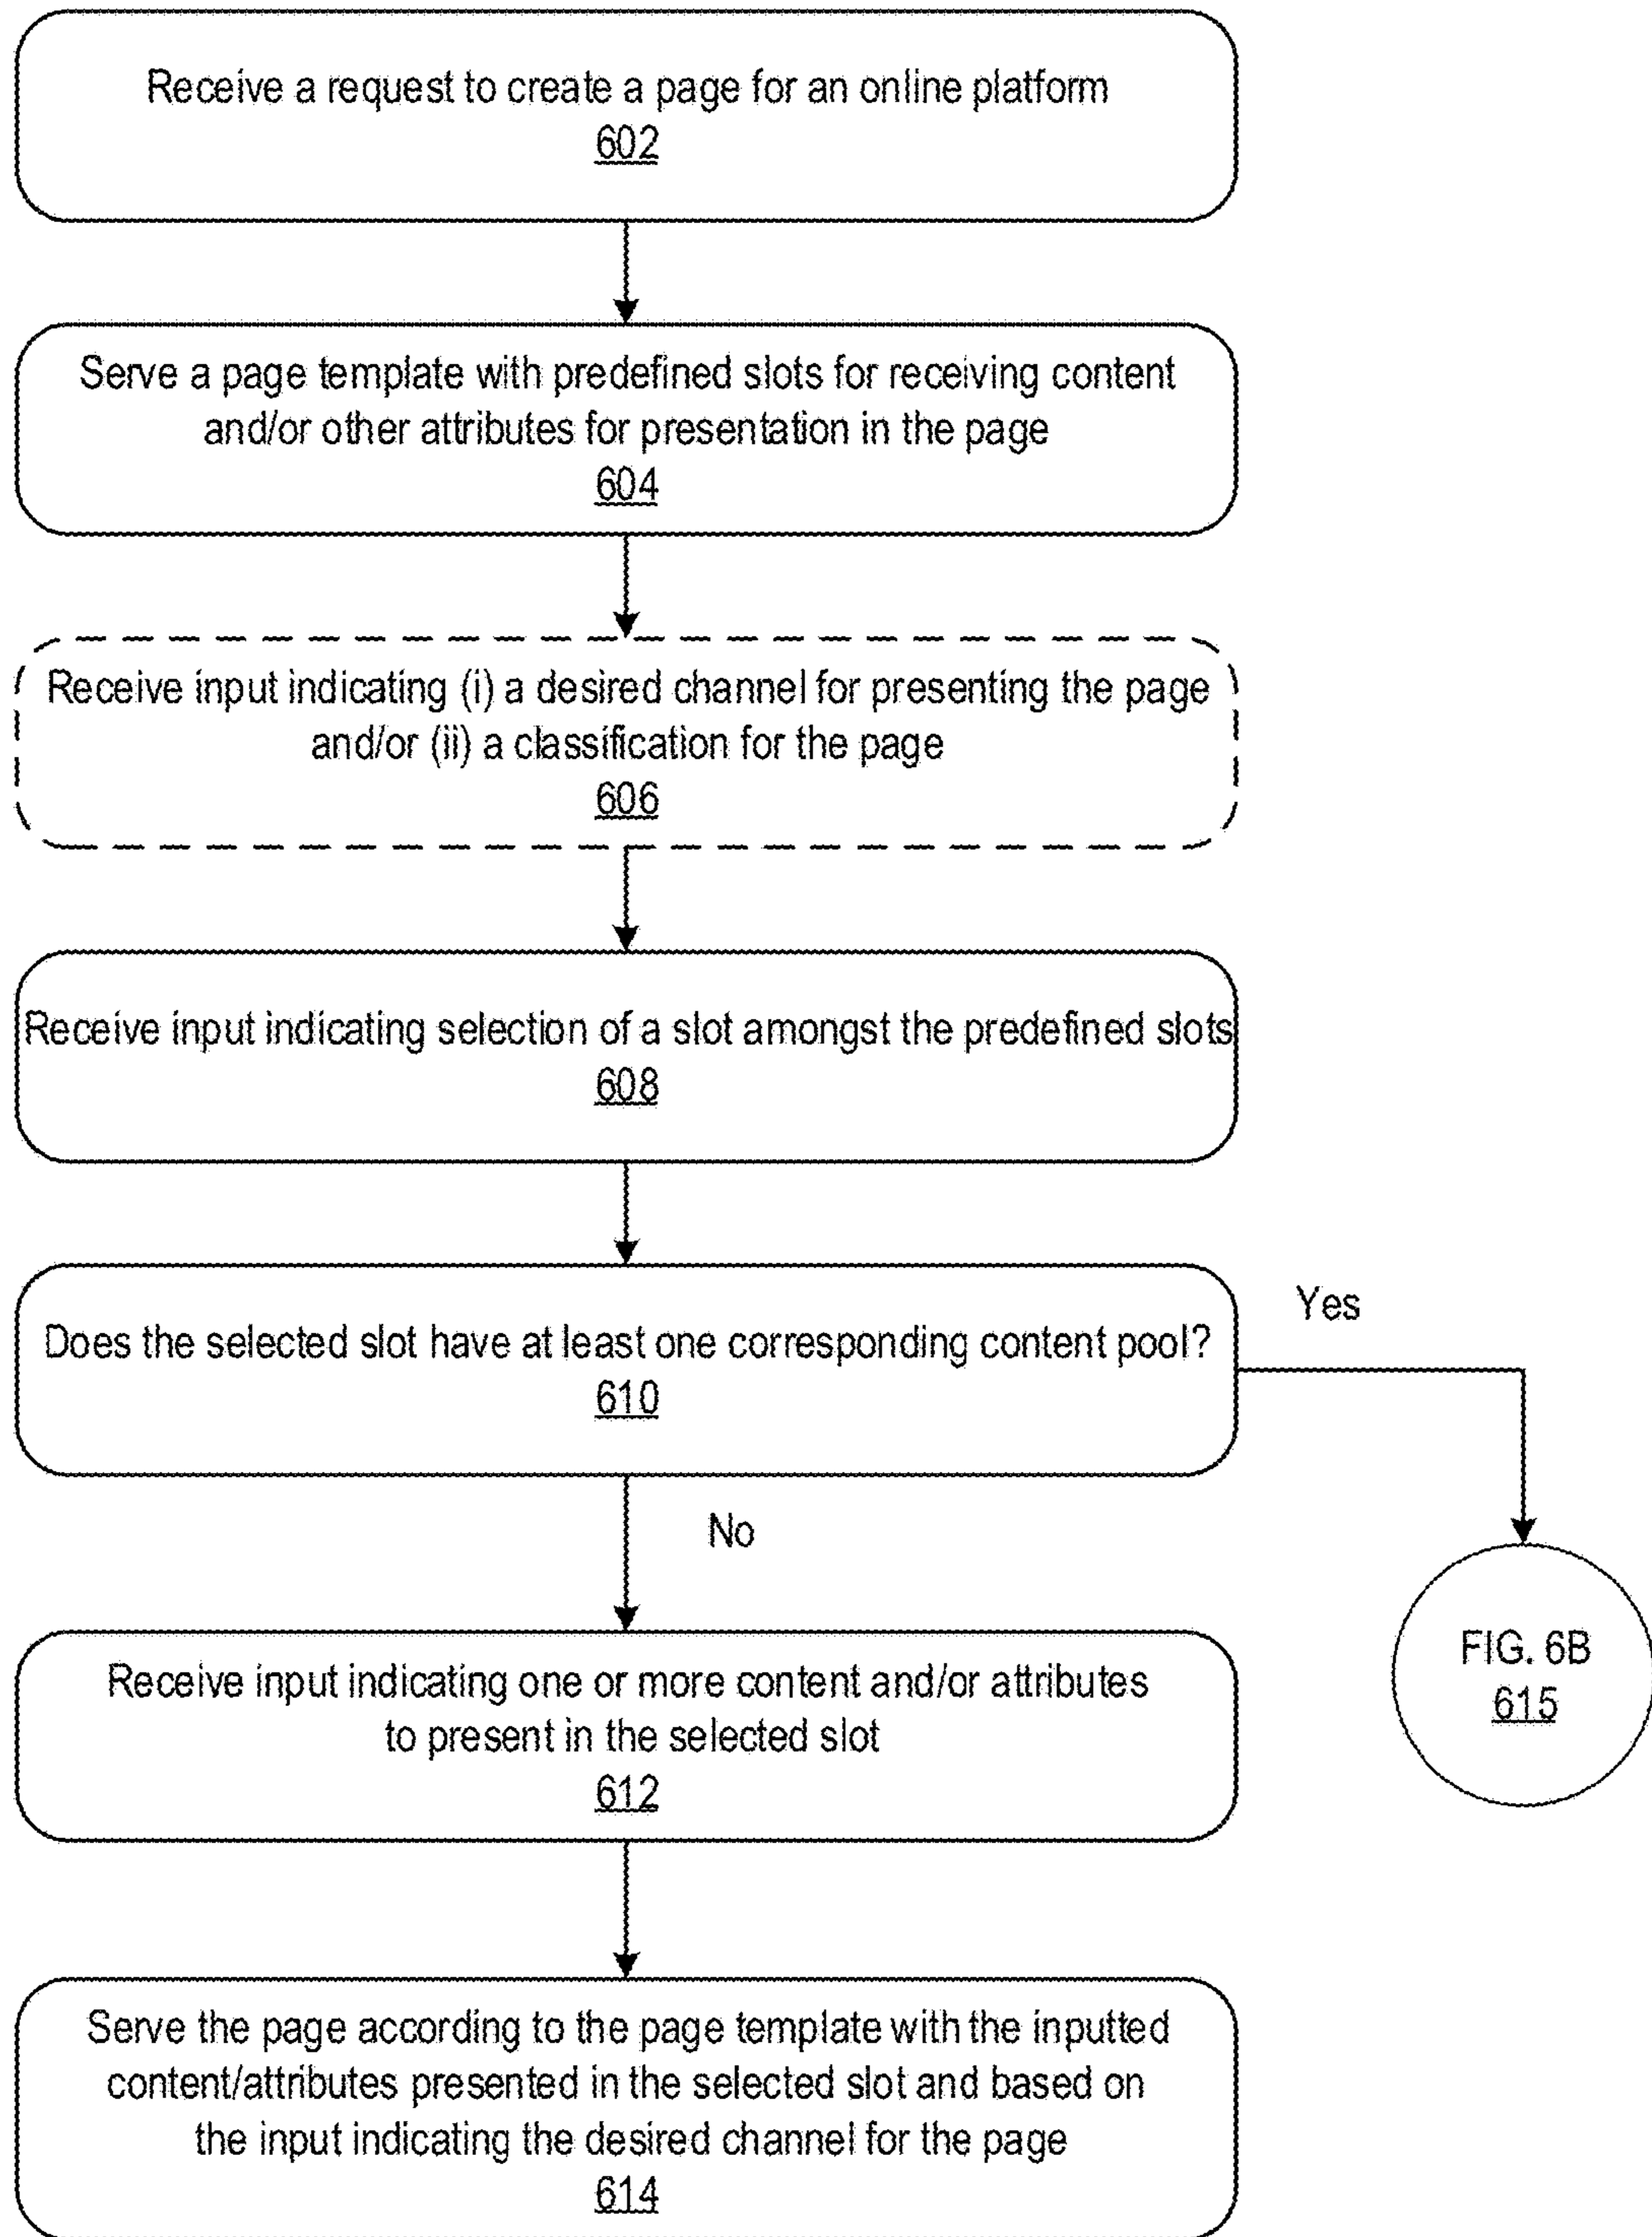 Receive a request to create a page for an online platform
602
Serve a page template with predefined slots for receiving content
and/or other attributes for presentation in the page
604
Receive input indicating (i) a desired channel for presenting the page
and/or (ii) a classification for the page
606
Receive input indicating selection of a slot amongst the predefined slots
608
Does the selected slot have at least one corresponding content pool?
610
Yes
No
FIG. 6B
615
Receive input indicating one or more content and/or attributes
to present in the selected slot
612
Serve the page according to the page template with the inputted
content/attributes presented in the selected slot and based on
the input indicating the desired channel for the page
614